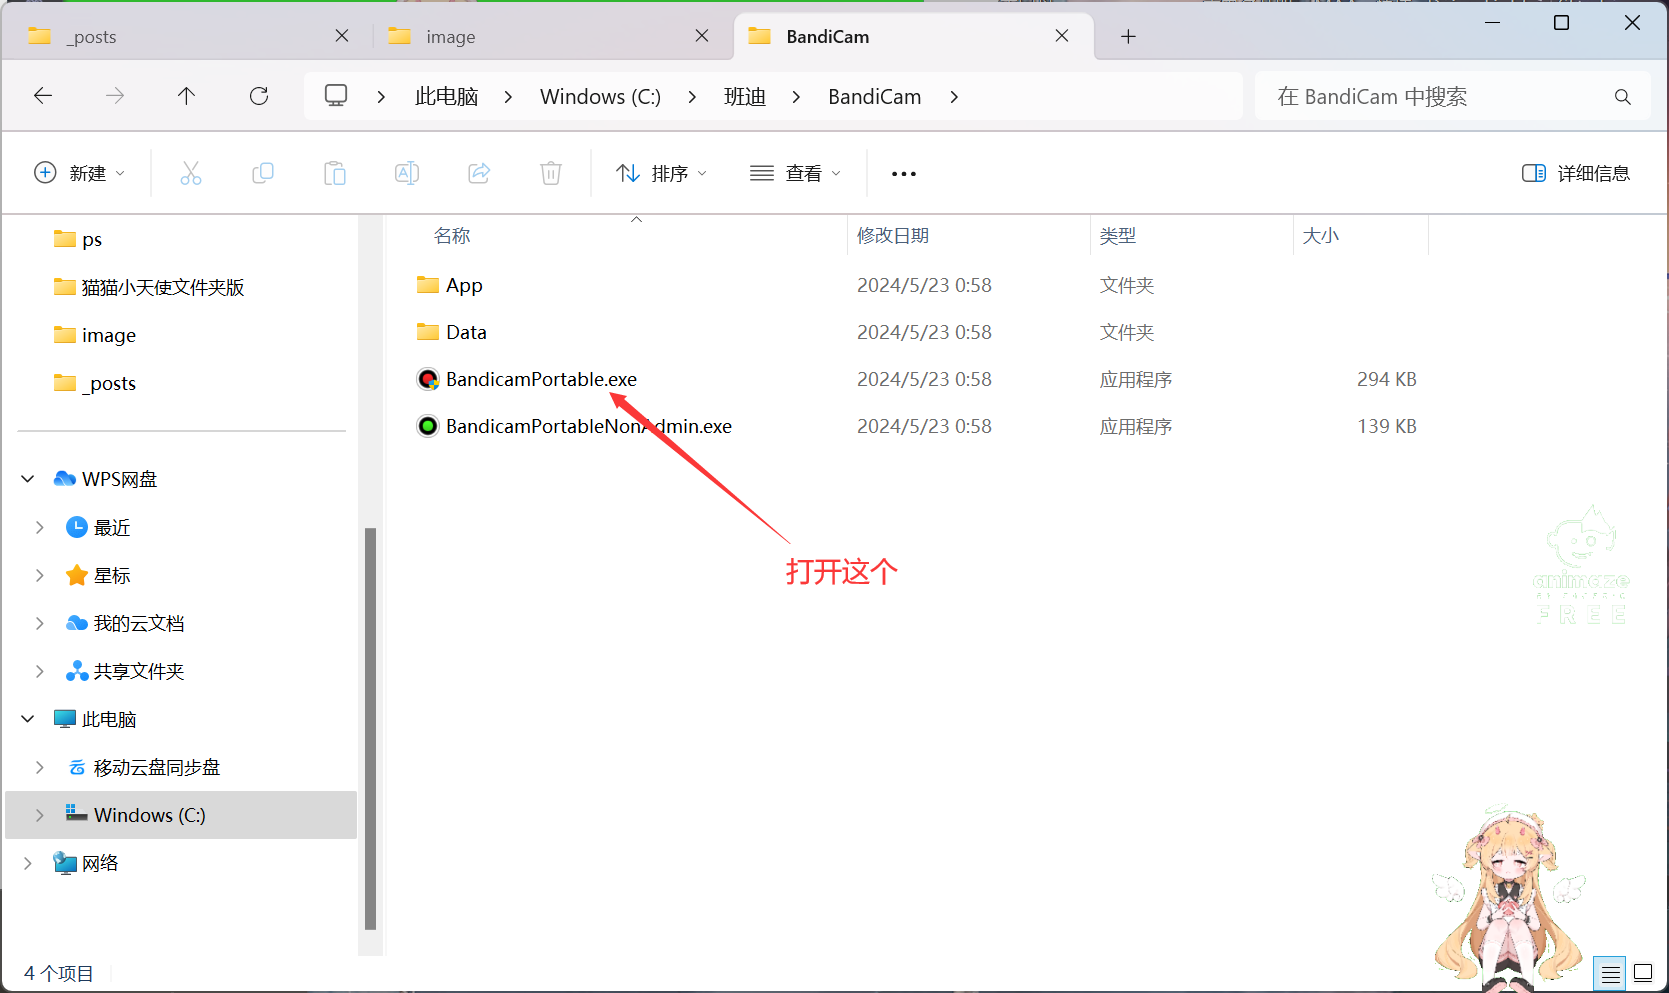 _posts
image
BandiCam
此电脑
Windows (C:)
班迪
BandiCam
在 BandiCam 中搜索
新建
排序
查看
详细信息
ps
猫猫小天使文件夹版
image
_posts
WPS网盘
最近
星标
我的云文档
共享文件夹
此电脑
移动云盘同步盘
Windows (C:)
网络
名称 修改日期 类型 大小
App 2024/5/23 0:58 文件夹
Data 2024/5/23 0:58 文件夹
BandicamPortable.exe 2024/5/23 0:58 应用程序 294 KB
BandicamPortableNonAdmin.exe 2024/5/23 0:58 应用程序 139 KB
打开这个
animaze
FREE
4 个项目